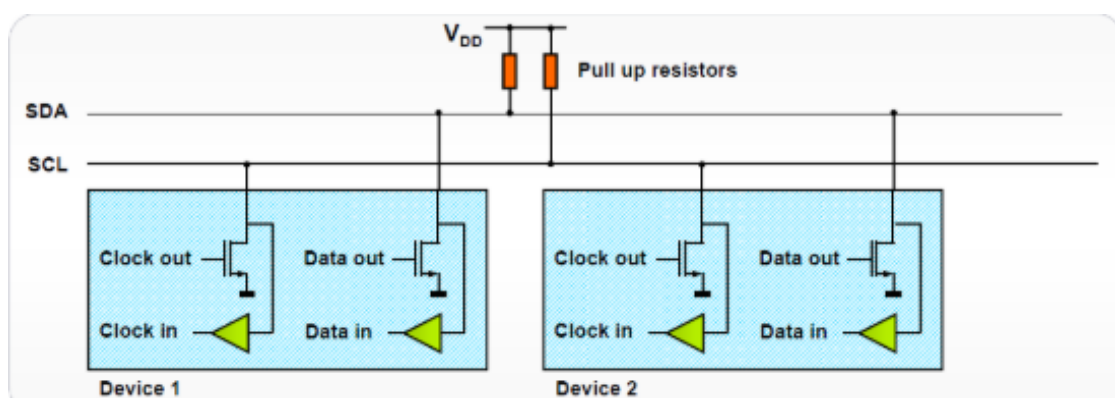 V_DD
Pull up resistors
SDA
SCL
Clock out Data out Clock out Data out
Clock in Data in Clock in Data in
Device 1 Device 2